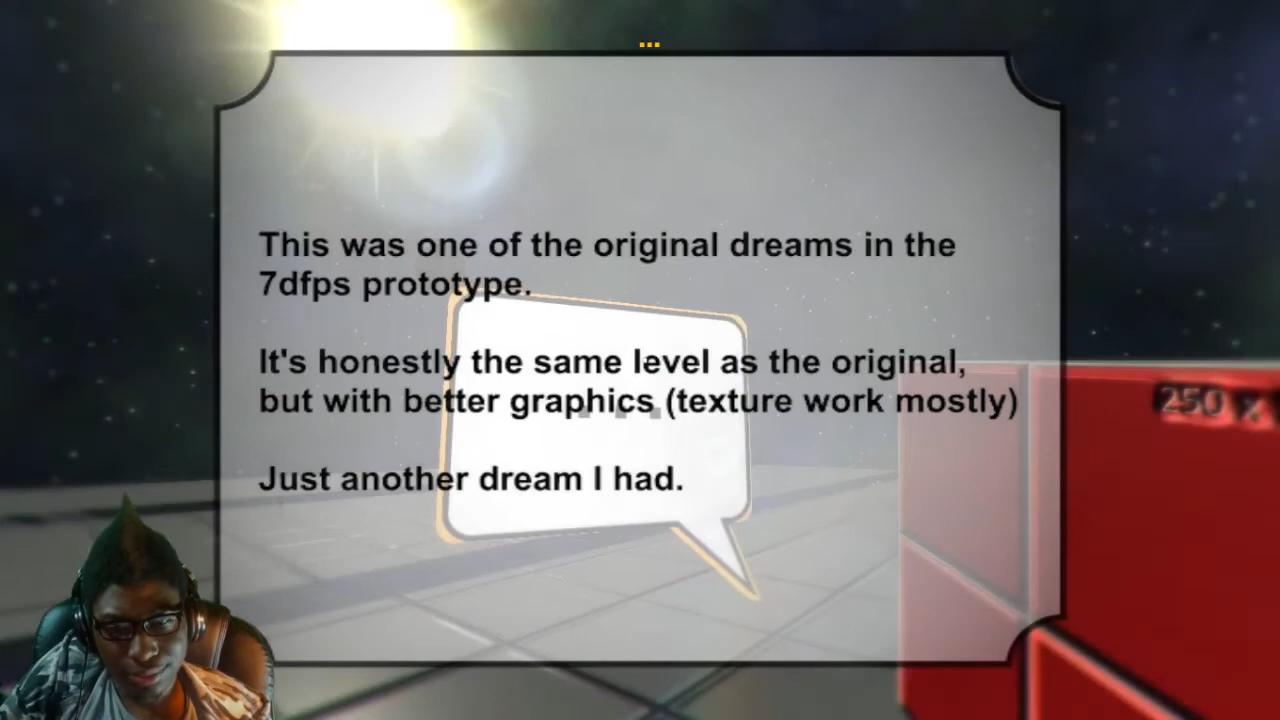 ...
This was one of the original dreams in the
7dfps prototype.
It's honestly the same level as the original,
but with better graphics (texture work mostly)
Just another dream I had.
...
250 x